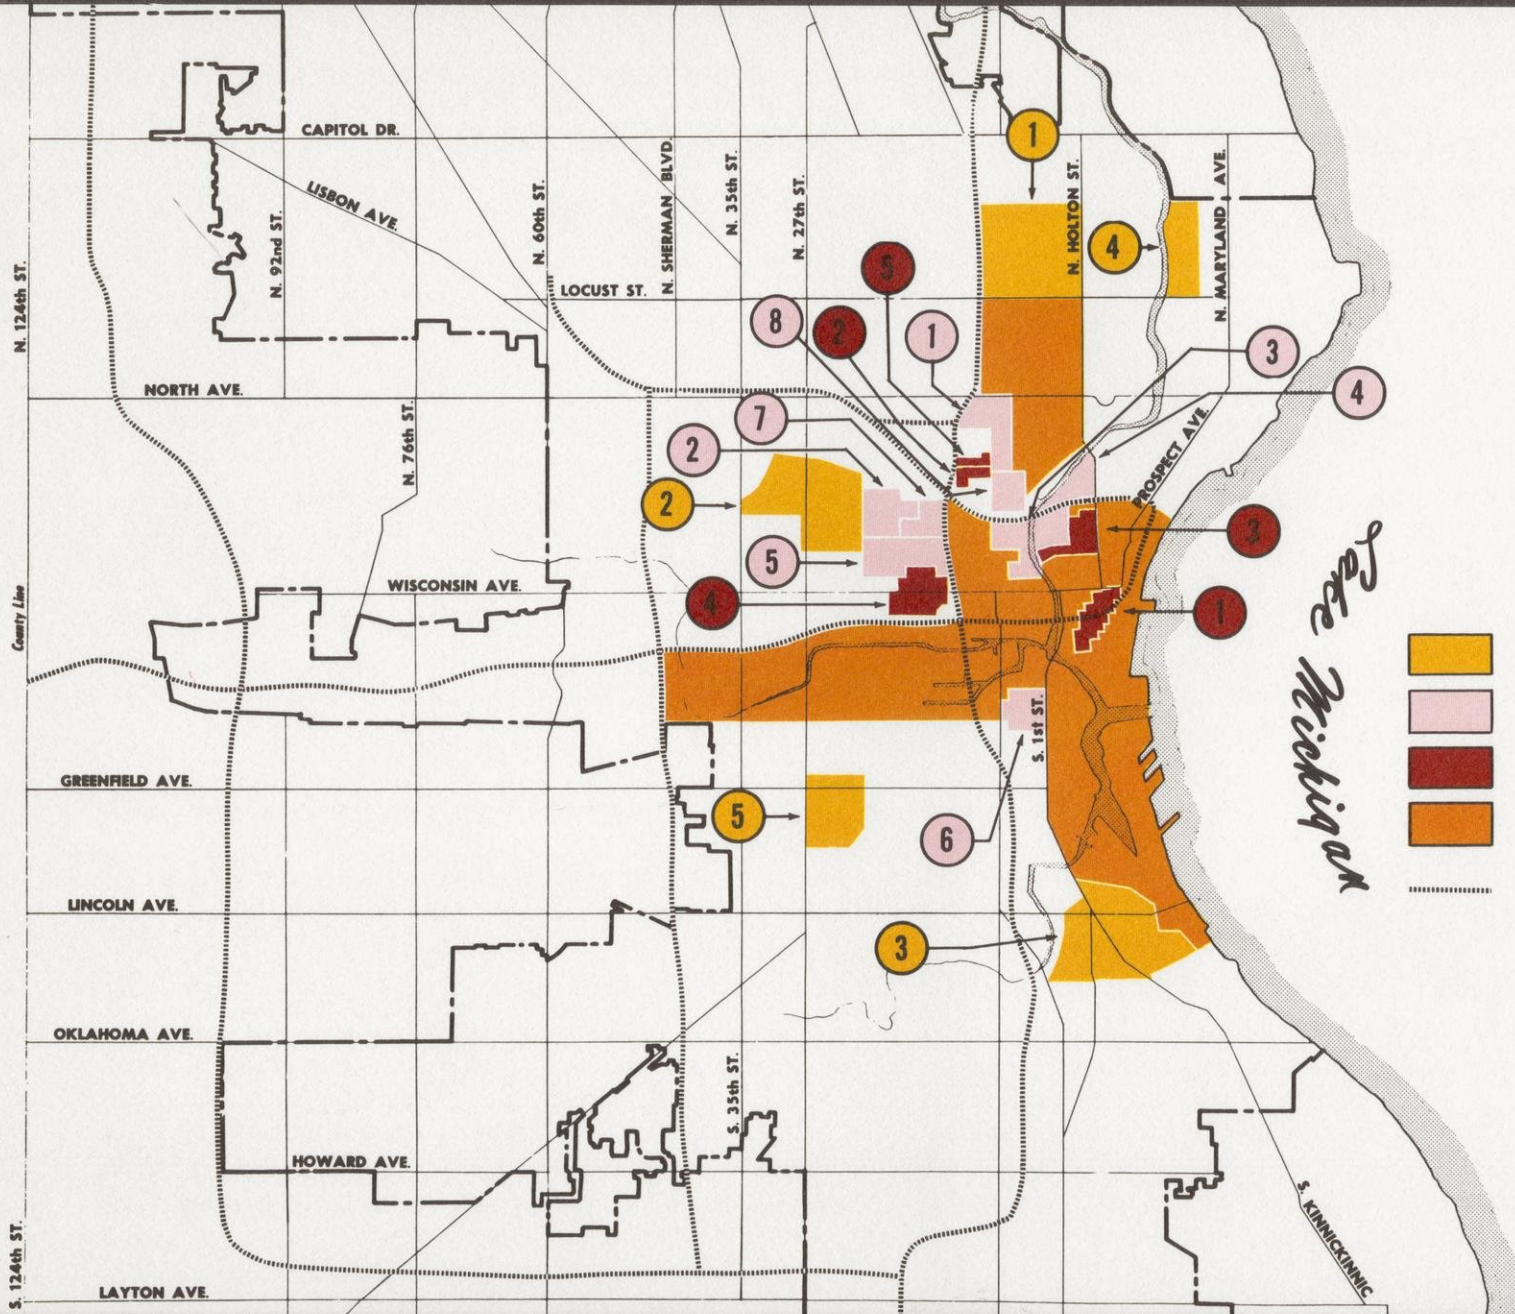 CAPITOL DR.
LISBON AVE.
N. 92nd ST.
N. 60th ST.
N. SHERMAN BLVD.
N. 35th ST.
N. 27th ST.
N. HOLTON ST.
N. MARYLAND AVE.
1
4
N. 124th ST.
LOCUST ST.
3
8
2
1
3
NORTH AVE.
4
7
PROSPECT AVE.
N. 76th ST.
2
2
3
5
WISCONSIN AVE.
4
1
County Line
Lake Michigan
S. 1st ST.
GREENFIELD AVE.
5
6
LINCOLN AVE.
3
OKLAHOMA AVE.
S. 35th ST.
HOWARD AVE.
S. KINNICKINNIC
S. 124th ST.
LAYTON AVE.